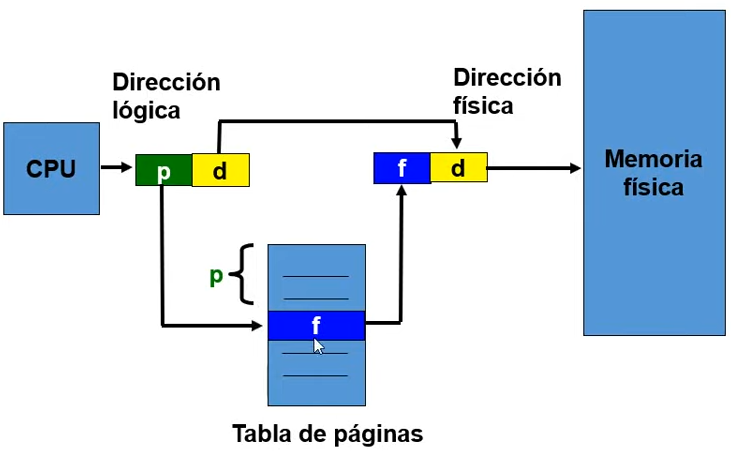 Dirección
lógica
Dirección
física
CPU
p d
f d
Memoria
física
p
f
Tabla de páginas